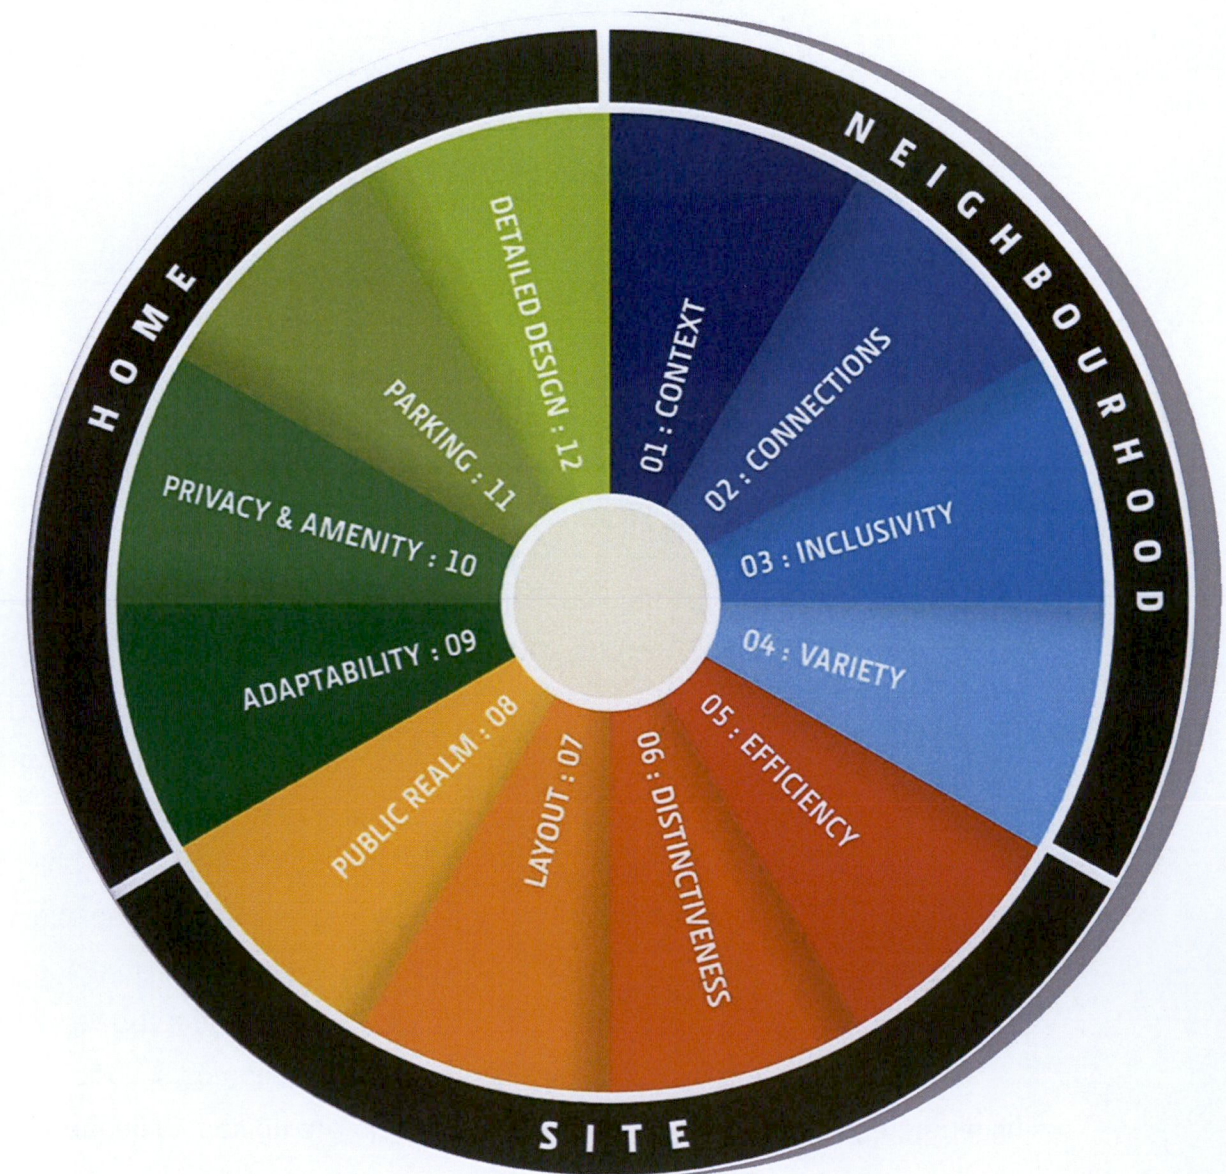 NEIGHBOURHOOD
01 : CONTEXT
02 : CONNECTIONS
03 : INCLUSIVITY
04 : VARIETY
SITE
05 : EFFICIENCY
06 : DISTINCTIVENESS
LAYOUT : 07
PUBLIC REALM : 08
HOME
ADAPTABILITY : 09
PRIVACY & AMENITY : 10
PARKING : 11
DETAILED DESIGN : 12